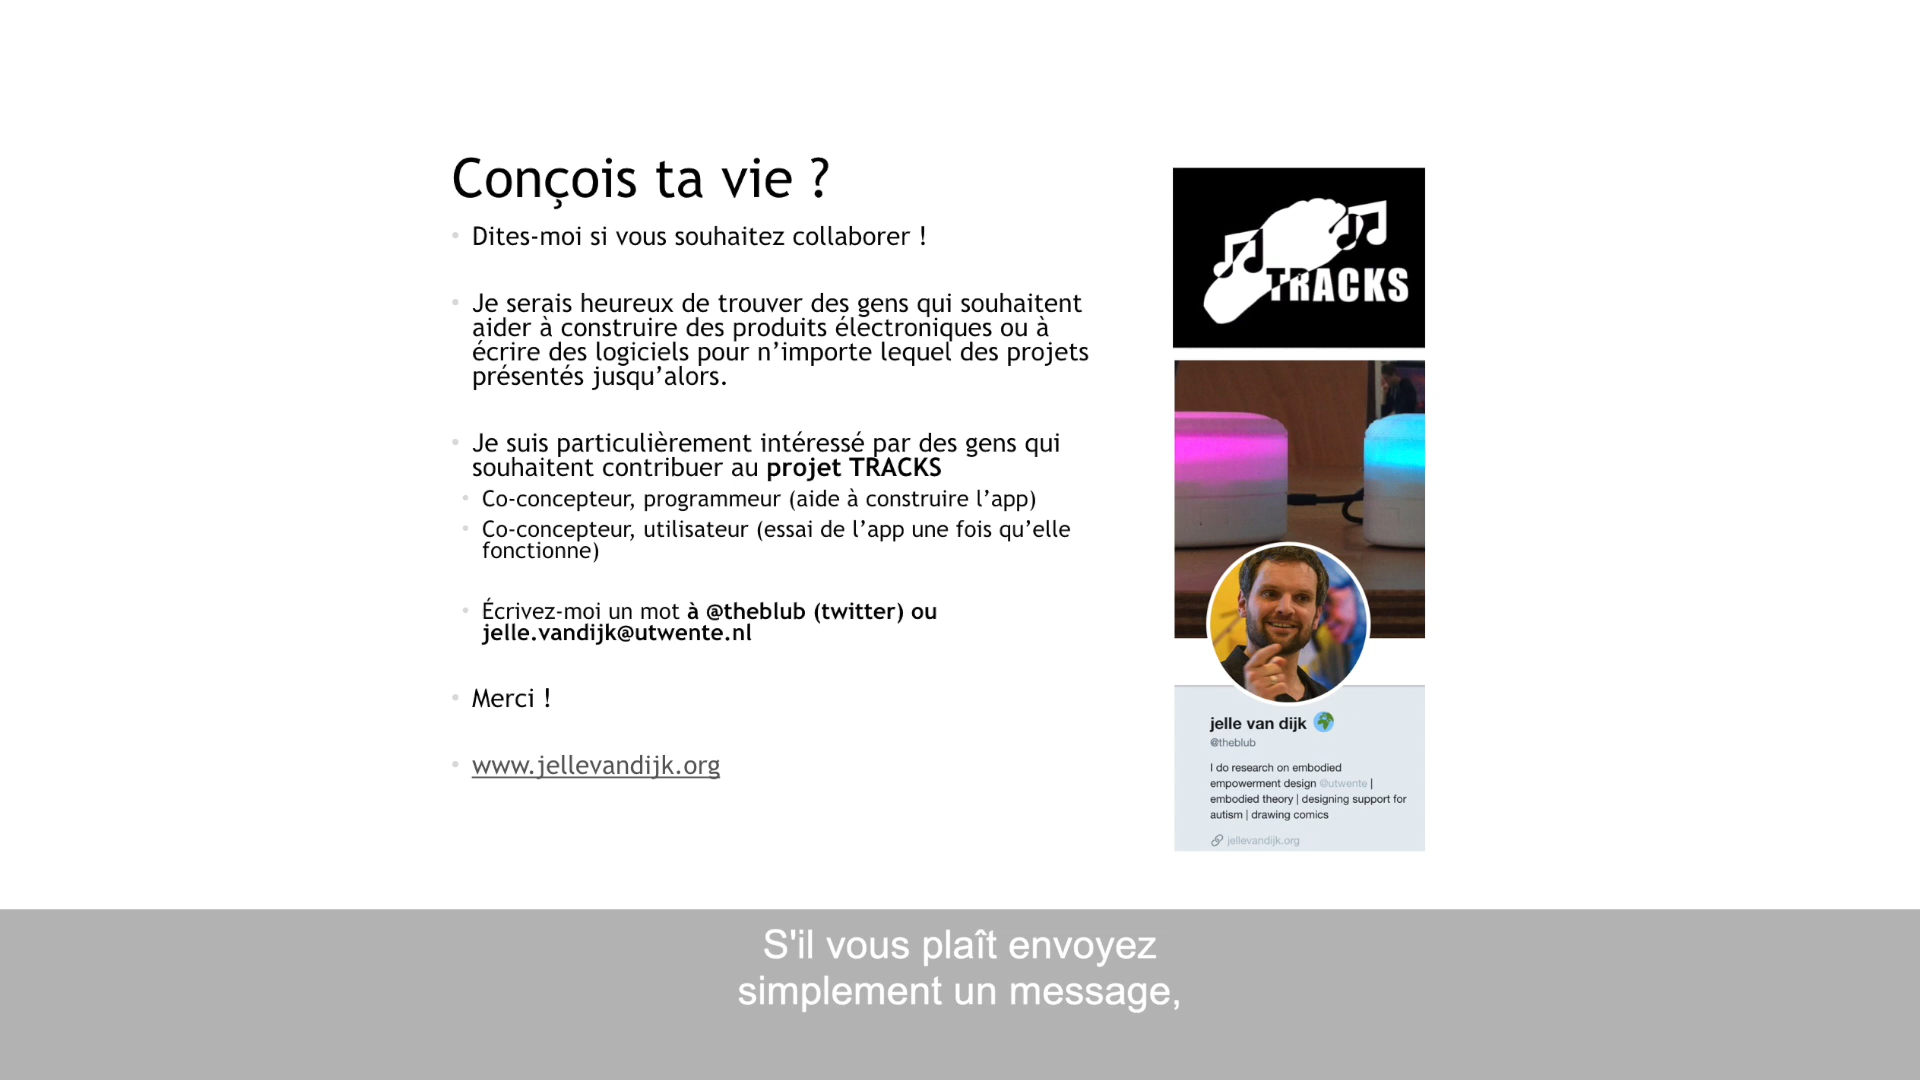 Conçois ta vie ?
Dites-moi si vous souhaitez collaborer !
Je serais heureux de trouver des gens qui souhaitent
aider à construire des produits électroniques ou à
écrire des logiciels pour n’importe lequel des projets
présentés jusqu’alors.
Je suis particulièrement intéressé par des gens qui
souhaitent contribuer au projet TRACKS
Co-concepteur, programmeur (aide à construire l’app)
Co-concepteur, utilisateur (essai de l’app une fois qu’elle
fonctionne)
Écrivez-moi un mot à @theblub (twitter) ou
jelle.vandijk@utwente.nl
Merci !
www.jellevandijk.org
TRACKS
jelle van dijk
@theblub
I do research on embodied
empowerment design @utwente |
embodied theory | designing support for
autism | drawing comics
jellevandijk.org
S'il vous plaît envoyez
simplement un message,